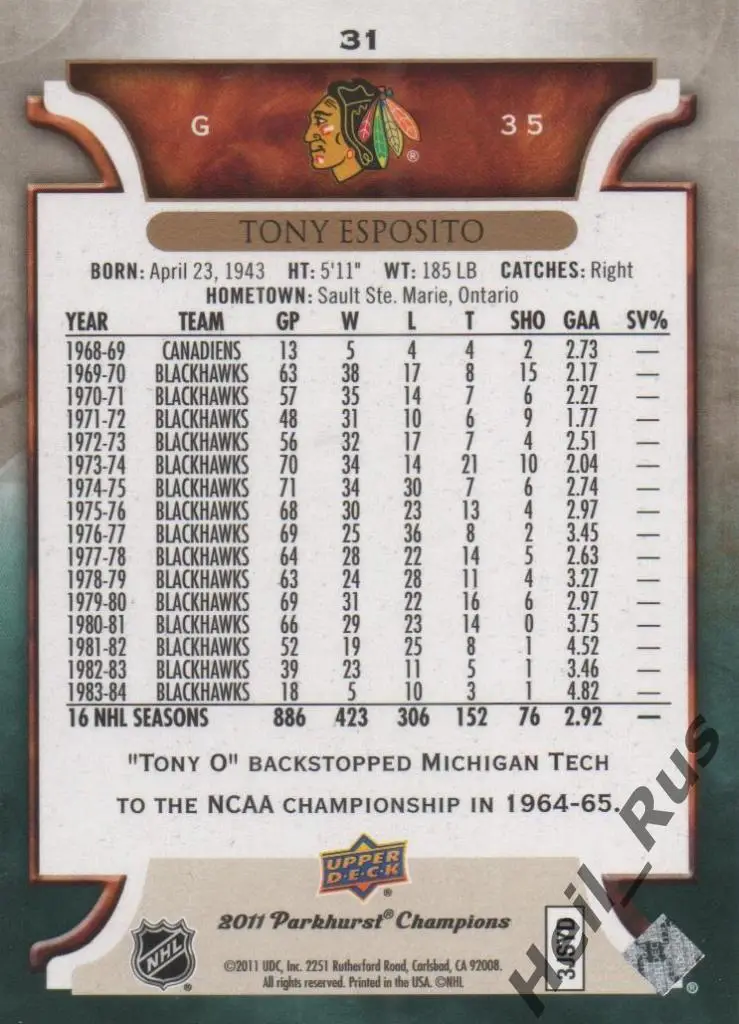 31
G 35
®
TONY ESPOSITO
BORN: April 23, 1943 HT: 5'11" WT: 185 LB CATCHES: Right
HOMETOWN: Sault Ste. Marie, Ontario
YEAR TEAM GP W L T SHO GAA SV%
1968-69 CANADIENS 13 5 4 4 2 2.73 —
1969-70 BLACKHAWKS 63 38 17 8 15 2.17 —
1970-71 BLACKHAWKS 57 35 14 7 6 2.27 —
1971-72 BLACKHAWKS 48 31 10 6 9 1.77 —
1972-73 BLACKHAWKS 56 32 17 7 4 2.51 —
1973-74 BLACKHAWKS 70 34 14 21 10 2.04 —
1974-75 BLACKHAWKS 71 34 30 7 6 2.74 —
1975-76 BLACKHAWKS 68 30 23 13 4 2.97 —
1976-77 BLACKHAWKS 69 25 36 8 2 3.45 —
1977-78 BLACKHAWKS 64 28 22 14 5 2.63 —
1978-79 BLACKHAWKS 63 24 28 11 4 3.27 —
1979-80 BLACKHAWKS 69 31 22 16 6 2.97 —
1980-81 BLACKHAWKS 66 29 23 14 0 3.75 —
1981-82 BLACKHAWKS 52 19 25 8 1 4.52 —
1982-83 BLACKHAWKS 39 23 11 5 1 3.46 —
1983-84 BLACKHAWKS 18 5 10 3 1 4.82 —
16 NHL SEASONS 886 423 306 152 76 2.92 —
"TONY O" BACKSTOPPED MICHIGAN TECH
TO THE NCAA CHAMPIONSHIP IN 1964-65.
UPPER
D·E·C·K
®
2011 Parkhurst® Champions
NHL
®
©2011 UDC, Inc. 2251 Rutherford Road, Carlsbad, CA 92008.
All rights reserved. Printed in the USA. ©NHL
®
Heil_Rus